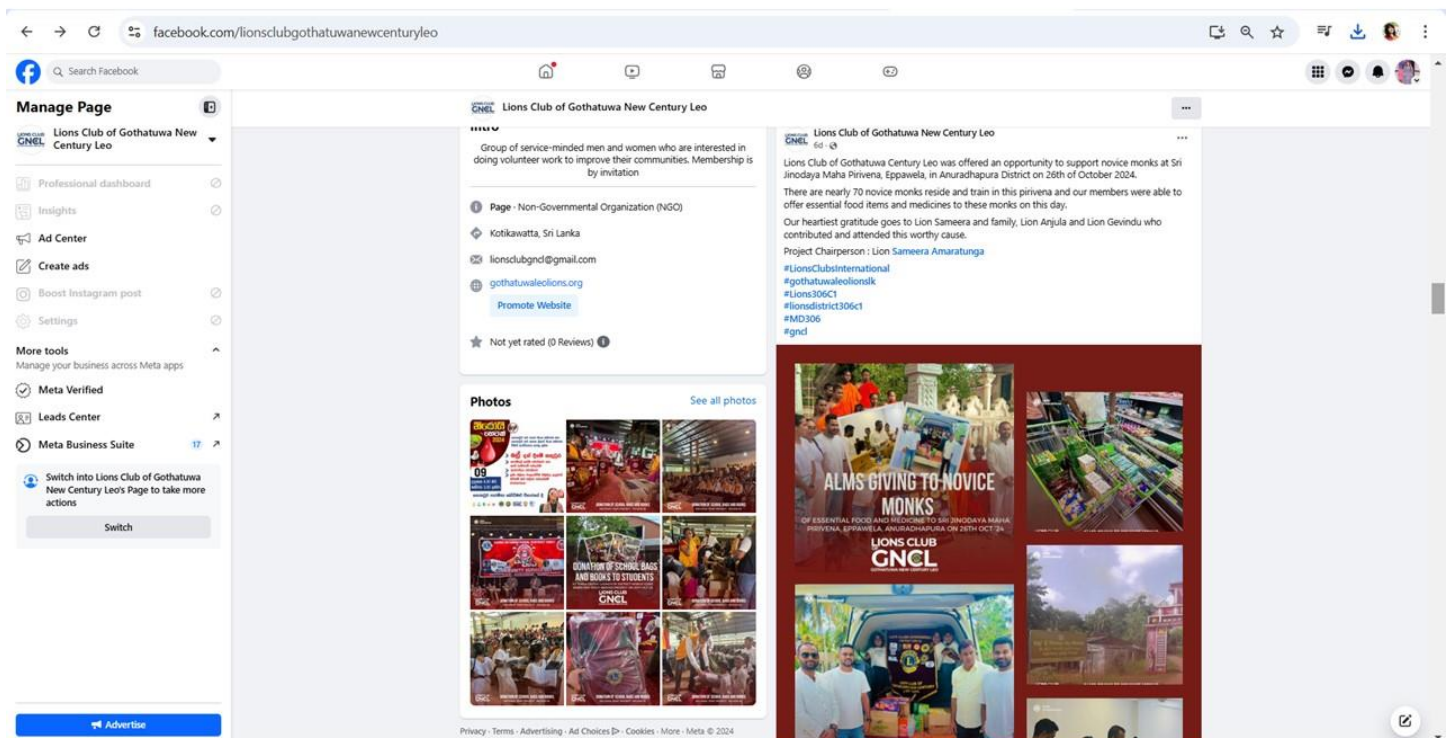 facebook.com/lionsclubgothatuwanewcenturyleo
Search Facebook
Manage Page
Lions Club of Gothatuwa New
Century Leo
Professional dashboard
Insights
Ad Center
Create ads
Boost Instagram post
Settings
More tools
Manage your business across Meta apps
Meta Verified
Leads Center
Meta Business Suite
17
Switch into Lions Club of Gothatuwa
New Century Leo's Page to take more
actions
Switch
Advertise
LIONS CLUB
GNCL
Lions Club of Gothatuwa New Century Leo
Intro
Group of service-minded men and women who are interested in
doing volunteer work to improve their communities. Membership is
by invitation
Page · Non-Governmental Organization (NGO)
Kotikawatta, Sri Lanka
lionsclubgncl@gmail.com
gothatuwaleolions.org
Promote Website
Not yet rated (0 Reviews)
Photos
See all photos
2024
09
DONATION OF SCHOOL BAGS
AND BOOKS TO STUDENTS
LIONS CLUB
GNCL
Privacy · Terms · Advertising · Ad Choices · Cookies · More · Meta © 2024
Lions Club of Gothatuwa New Century Leo
6d
Lions Club of Gothatuwa Century Leo was offered an opportunity to support novice monks at Sri
Jinodaya Maha Pirivena, Eppawela, in Anuradhapura District on 26th of October 2024.
There are nearly 70 novice monks reside and train in this pirivena and our members were able to
offer essential food items and medicines to these monks on this day.
Our heartiest gratitude goes to Lion Sameera and family, Lion Anjula and Lion Gevindu who
contributed and attended this worthy cause.
Project Chairperson : Lion Sameera Amaratunga
#LionsClubsInternational
#gothatuwaleolionslk
#Lions306C1
#lionsdistrict306c1
#MD306
#gncl
ALMS GIVING TO NOVICE
MONKS
OF ESSENTIAL FOOD AND MEDICINE TO SRI JINODAYA MAHA
PIRIVENA, EPPAWELA, ANURADHAPURA ON 26TH OCT '24
LIONS CLUB
GNCL
GOTHATUWA NEW CENTURY LEO